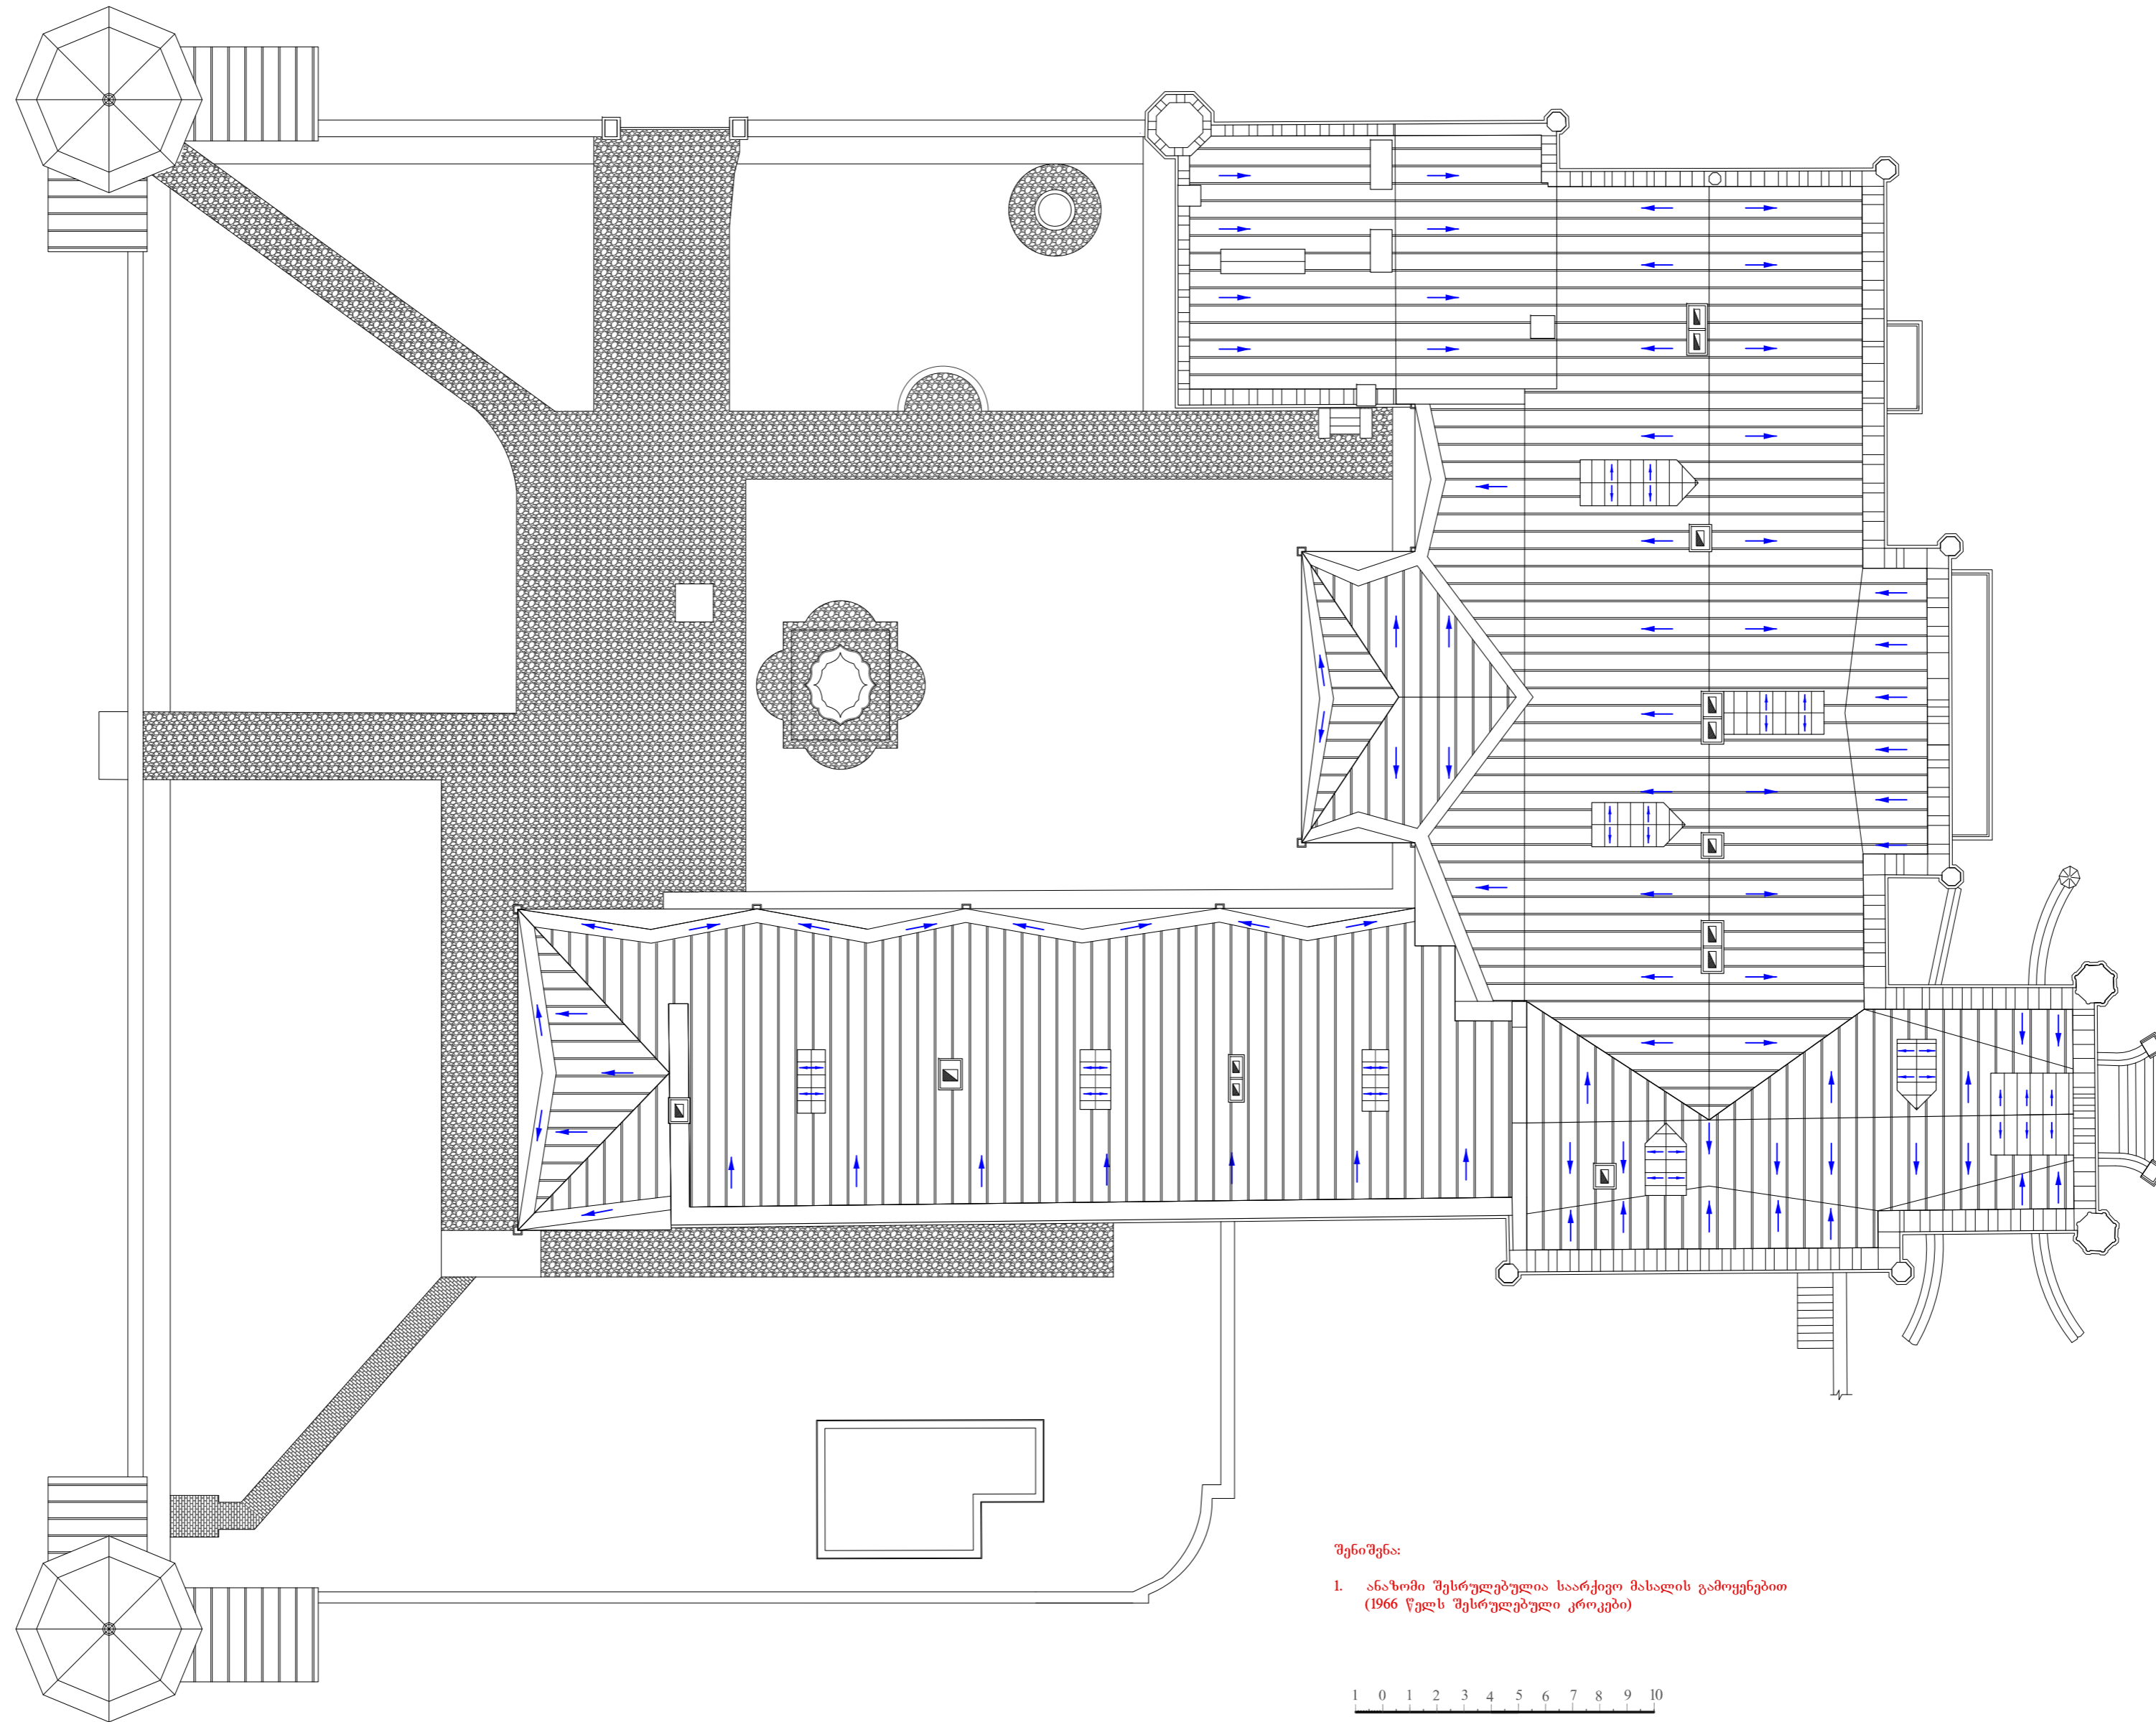 შენიშვნა:
1. ანაზომი შესრულებულია საარქივო მასალის გამოყენებით
(1966 წელს შესრულებული კროკები)
1 0 1 2 3 4 5 6 7 8 9 10